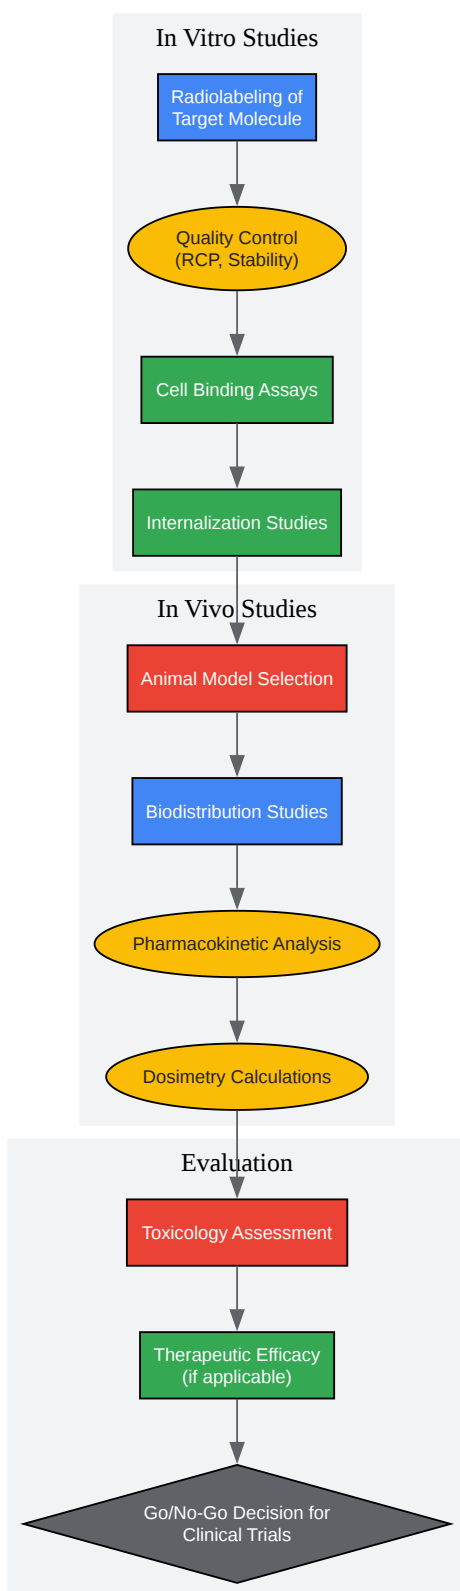 In Vitro Studies
Radiolabeling of
Target Molecule
Quality Control
(RCP, Stability)
Cell Binding Assays
Internalization Studies
In Vivo Studies
Animal Model Selection
Biodistribution Studies
Pharmacokinetic Analysis
Dosimetry Calculations
Evaluation
Toxicology Assessment
Therapeutic Efficacy
(if applicable)
Go/No-Go Decision for
Clinical Trials